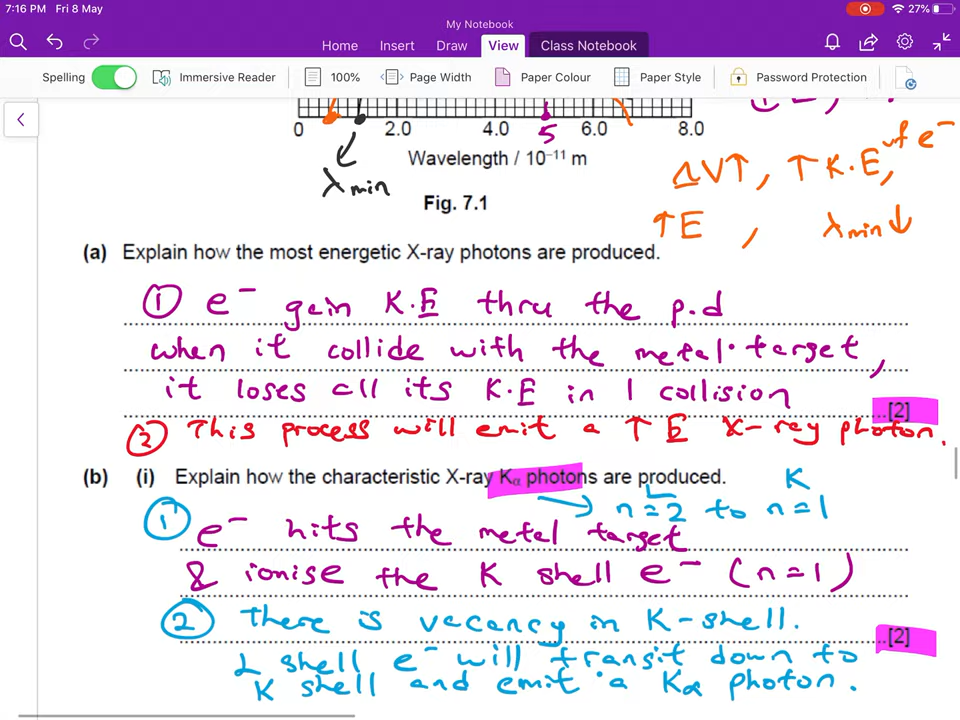 7:16 PM Fri 8 May
27%
My Notebook
Home Insert Draw View Class Notebook
Spelling Immersive Reader 100% Page Width Paper Colour Paper Style Password Protection
0 2.0 4.0 5 6.0 8.0
Wavelength / 10⁻¹¹ m
λ min
Fig. 7.1
ΔV↑, ↑ K.E, of e⁻
↑E, λmin↓
(a) Explain how the most energetic X-ray photons are produced.
① e⁻ gain K.E thru the p.d
when it collide with the metal target,
it loses all its K.E in 1 collision
[2]
② This process will emit a ↑ E X-ray photon.
(b) (i) Explain how the characteristic X-ray Kα photons are produced.
L K
→ n=2 to n=1
① e⁻ hits the metal target
& ionise the K shell e⁻ (n=1)
② There is vacancy in K-shell.
[2]
L shell e⁻ will transit down to
K shell and emit a Kα photon.